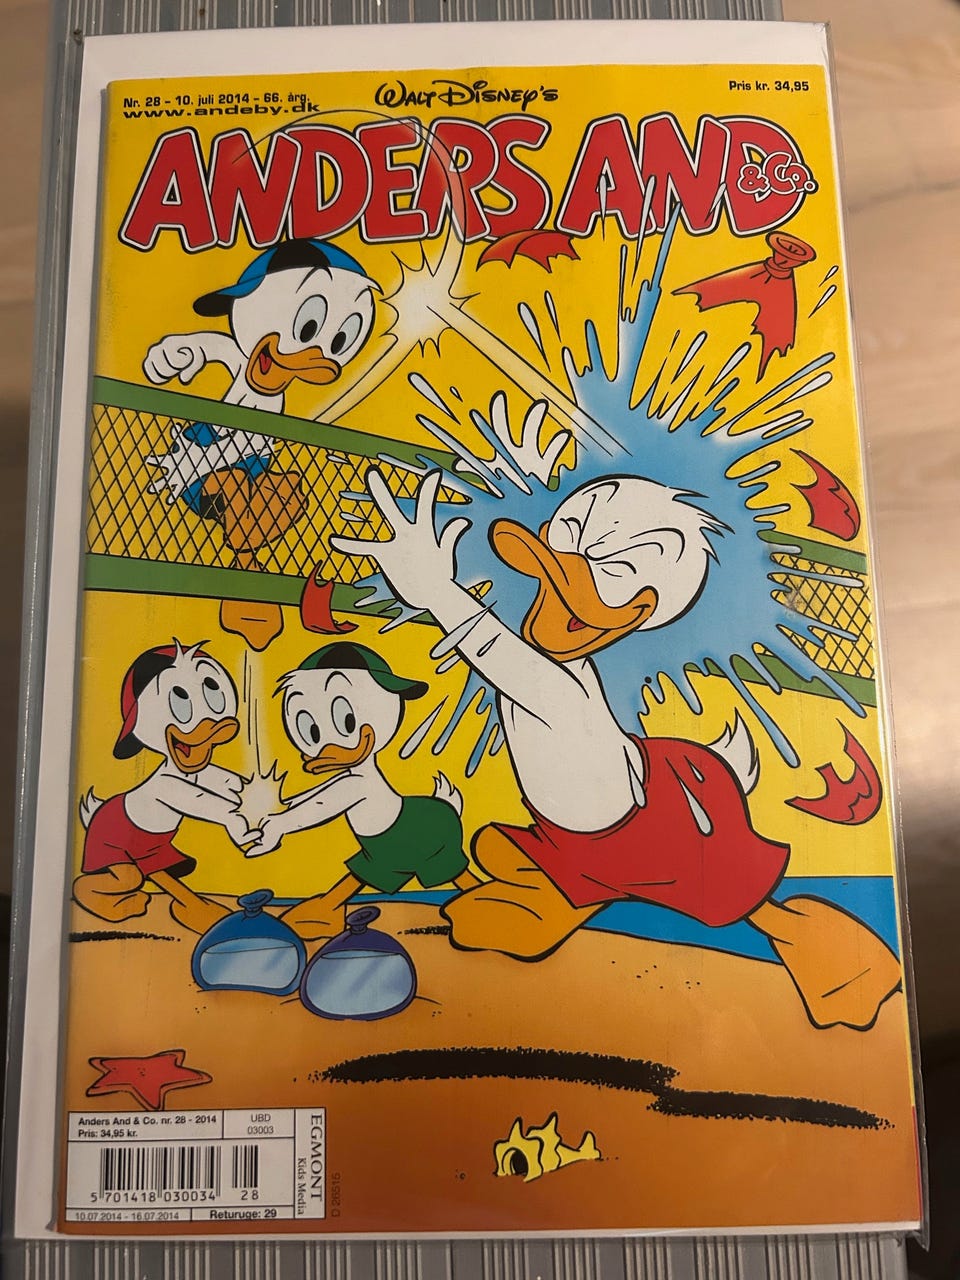 Nr. 28 - 10. juli 2014 - 66. årg.
www.andeby.dk
WALT DISNEY'S
Pris kr. 34,95
ANDERS AND
& Co.
Anders And & Co. nr. 28 - 2014
Pris: 34,95 kr.
UBD
03003
EGMONT
Kids Media
D 26515
5 701418 030034 28
10.07.2014 - 16.07.2014
Returuge: 29